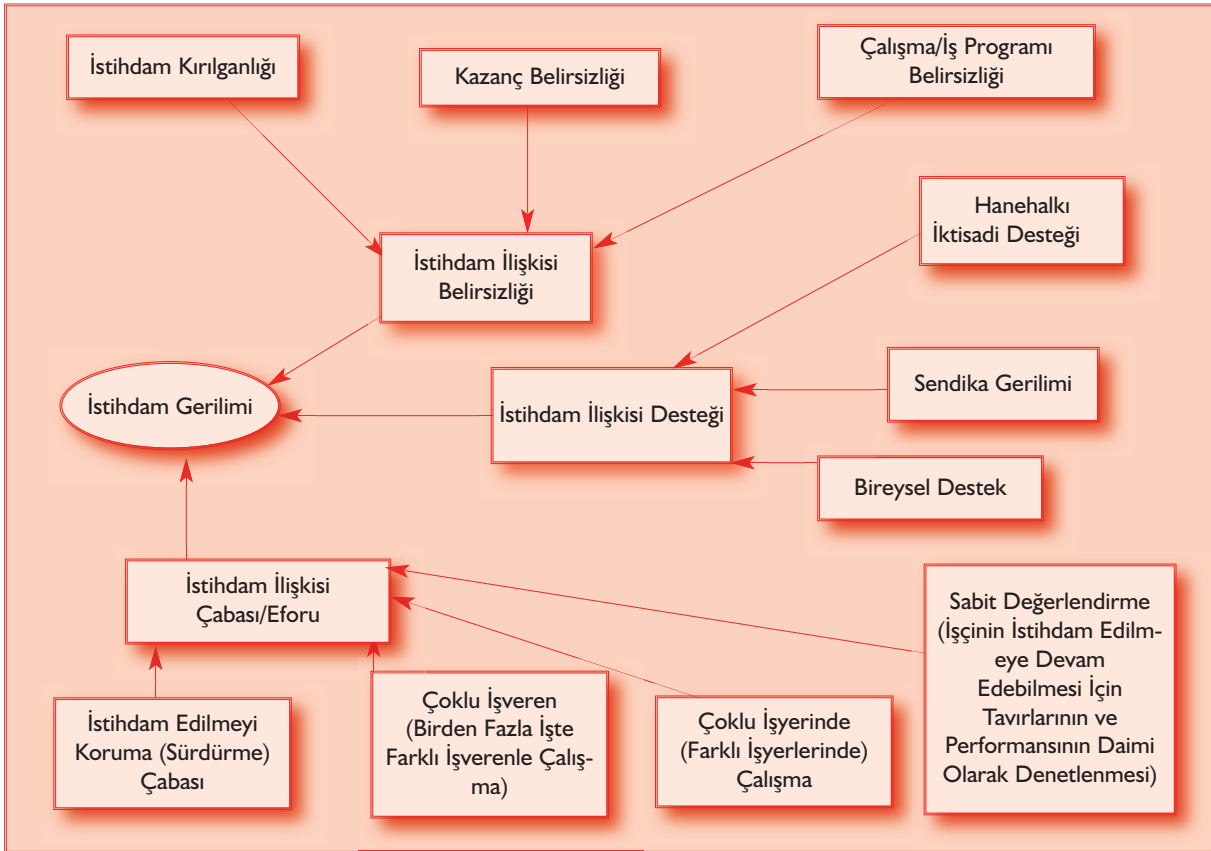 İstihdam Kırılganlığı
Kazanç Belirsizliği
Çalışma/İş Programı
Belirsizliği
Hanehalkı
İktisadi Desteği
İstihdam İlişkisi
Belirsizliği
İstihdam Gerilimi
İstihdam İlişkisi Desteği
Sendika Gerilimi
Bireysel Destek
İstihdam İlişkisi
Çabası/Eforu
Sabit Değerlendirme
(İşçinin İstihdam Edilm-
eye Devam
Edebilmesi İçin
Tavırlarının ve
Performansının Daimi
Olarak Denetlenmesi)
İstihdam Edilmeyi
Koruma (Sürdürme)
Çabası
Çoklu İşveren
(Birden Fazla İşte
Farklı İşverenle Çalış-
ma)
Çoklu İşyerinde
(Farklı İşyerlerinde)
Çalışma